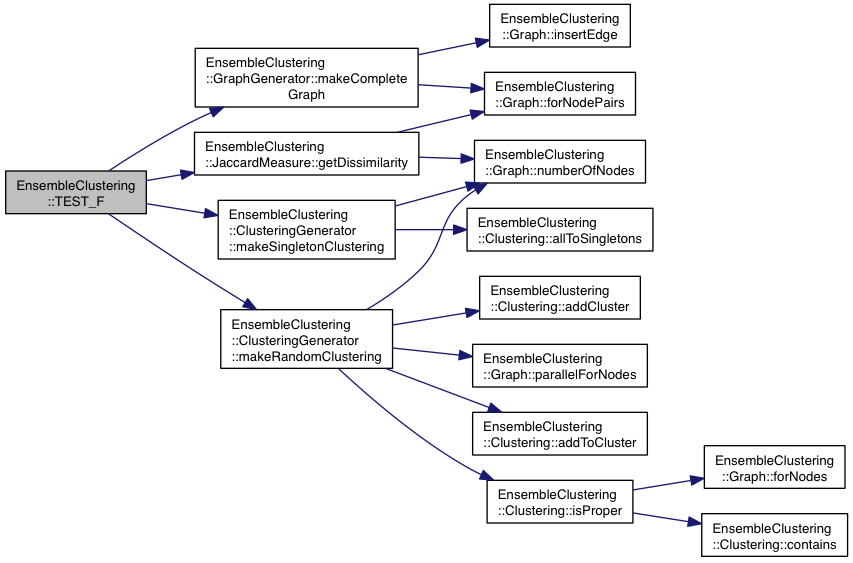 EnsembleClustering
::TEST_F
EnsembleClustering
::GraphGenerator::makeComplete
Graph
EnsembleClustering
::JaccardMeasure::getDissimilarity
EnsembleClustering
::ClusteringGenerator
::makeSingletonClustering
EnsembleClustering
::ClusteringGenerator
::makeRandomClustering
EnsembleClustering
::Graph::insertEdge
EnsembleClustering
::Graph::forNodePairs
EnsembleClustering
::Graph::numberOfNodes
EnsembleClustering
::Clustering::allToSingletons
EnsembleClustering
::Clustering::addCluster
EnsembleClustering
::Graph::parallelForNodes
EnsembleClustering
::Clustering::addToCluster
EnsembleClustering
::Clustering::isProper
EnsembleClustering
::Graph::forNodes
EnsembleClustering
::Clustering::contains